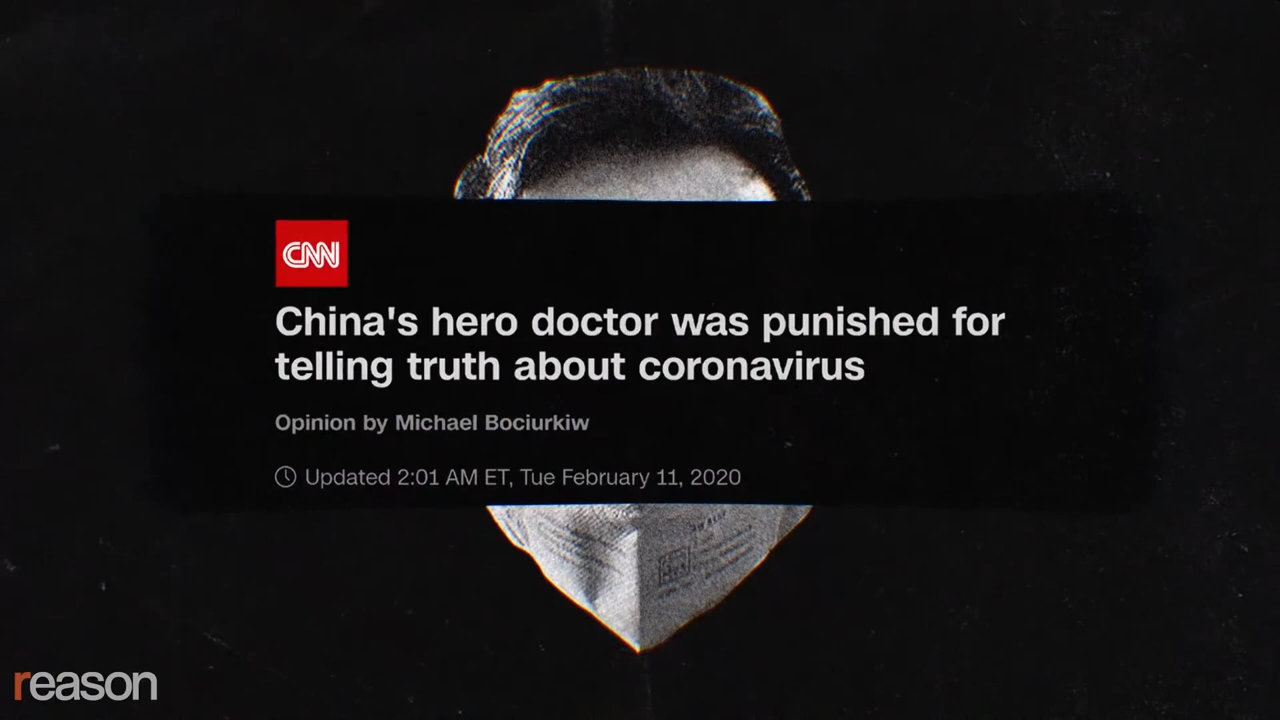 CNN
China's hero doctor was punished for
telling truth about coronavirus
Opinion by Michael Bociurkiw
Updated 2:01 AM ET, Tue February 11, 2020
reason